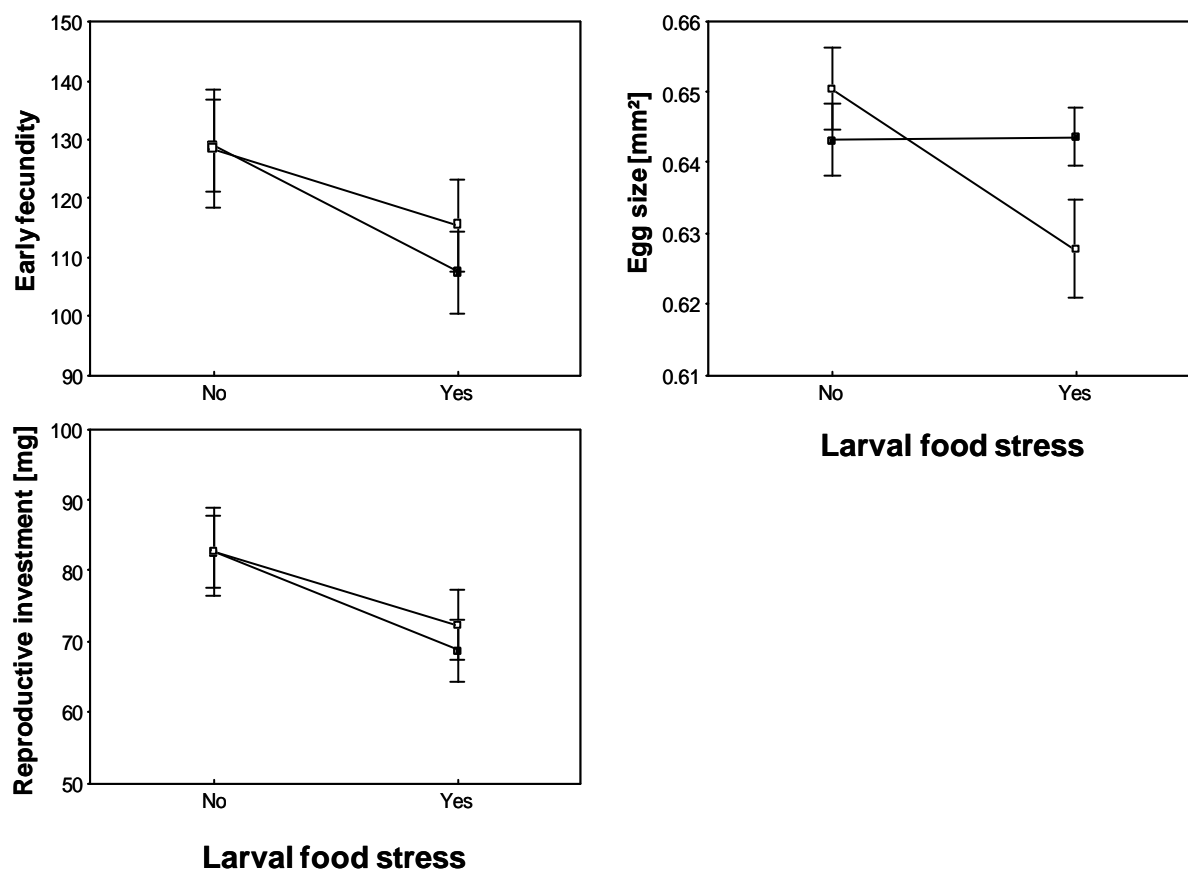 Early fecundity
150
140
130
120
110
100
90
No Yes
Egg size [mm²]
0.66
0.65
0.64
0.63
0.62
0.61
No Yes
Larval food stress
Reproductive investment [mg]
100
90
80
70
60
50
No Yes
Larval food stress